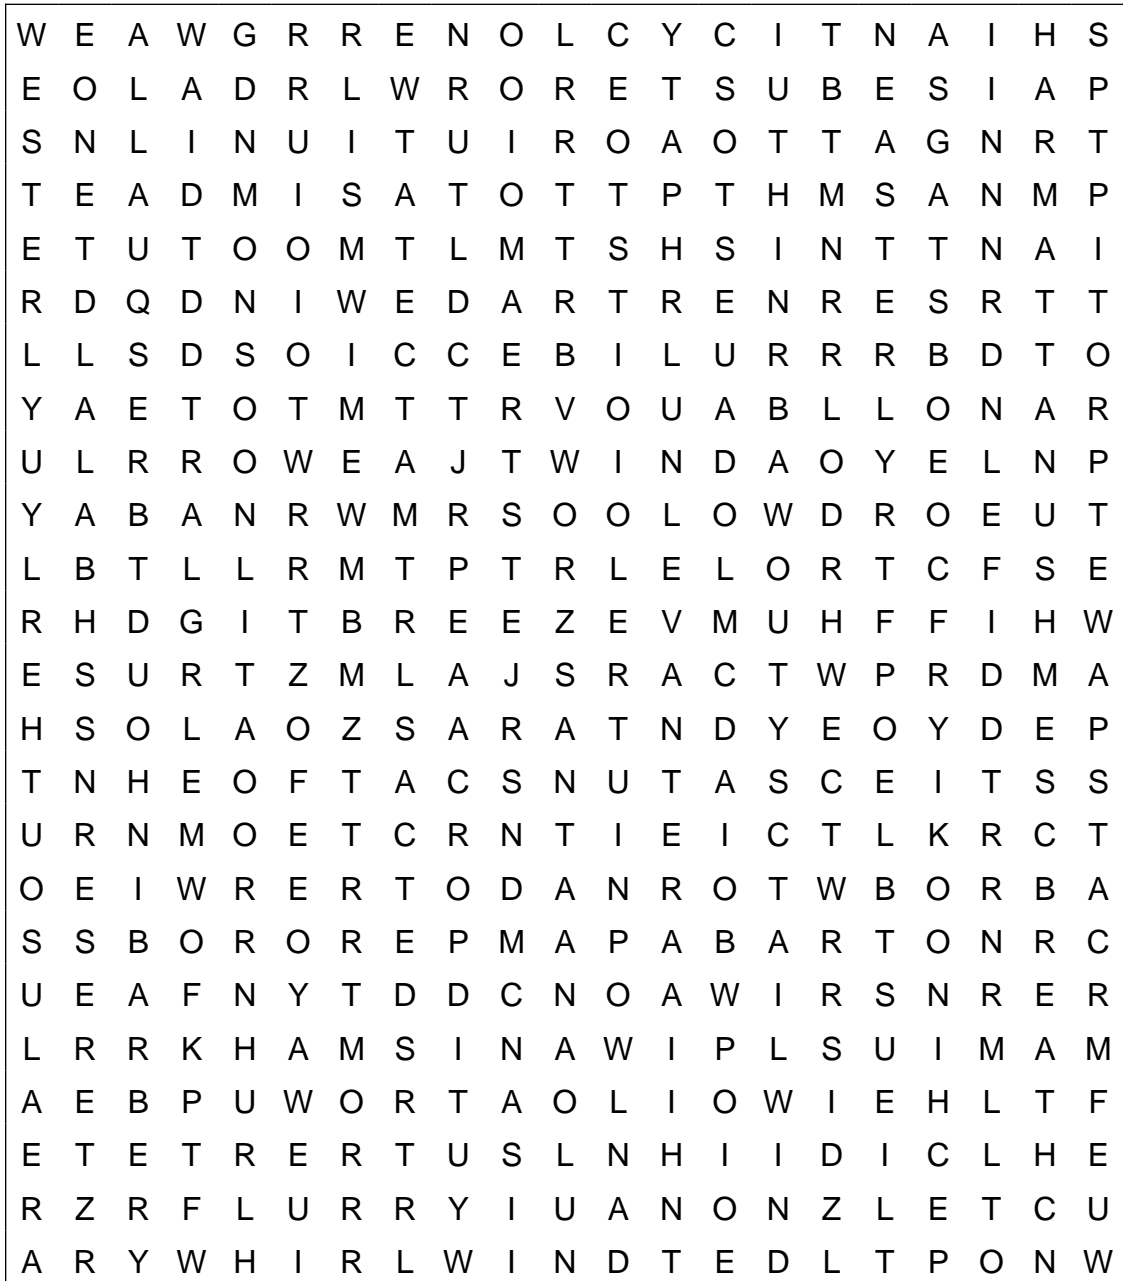 W E A W G R R E N O L C Y C I T N A I H S
E O L A D R L W R O R E T S U B E S I A P
S N L I N U I T U I R O A O T T A G N R T
T E A D M I S A T O T T P T H M S A N M P
E T U T O O M T L M T S H S I N T T N A I
R D Q D N I W E D A R T R E N R E S R T T
L L S D S O I C C E B I L U R R R B D T O
Y A E T O T M T T R V O U A B L L O N A R
U L R R O W E A J T W I N D A O Y E L N P
Y A B A N R W M R S O O L O W D R O E U T
L B T L L R M T P T R L E L O R T C F S E
R H D G I T B R E E Z E V M U H F F I H W
E S U R T Z M L A J S R A C T W P R D M A
H S O L A O Z S A R A T N D Y E O Y D E P
T N H E O F T A C S N U T A S C E I T S S
U R N M O E T C R N T I E I C T L K R C T
O E I W R E R T O D A N R O T W B O R B A
S S B O R O R E P M A P A B A R T O N R C
U E A F N Y T D D C N O A W I R S N R E R
L R R K H A M S I N A W I P L S U I M A M
A E B P U W O R T A O L I O W I E H L T F
E T E T R E R T U S L N H I I D I C L H E
R Z R F L U R R Y I U A N O N Z L E T C U
A R Y W H I R L W I N D T E D L T P O N W